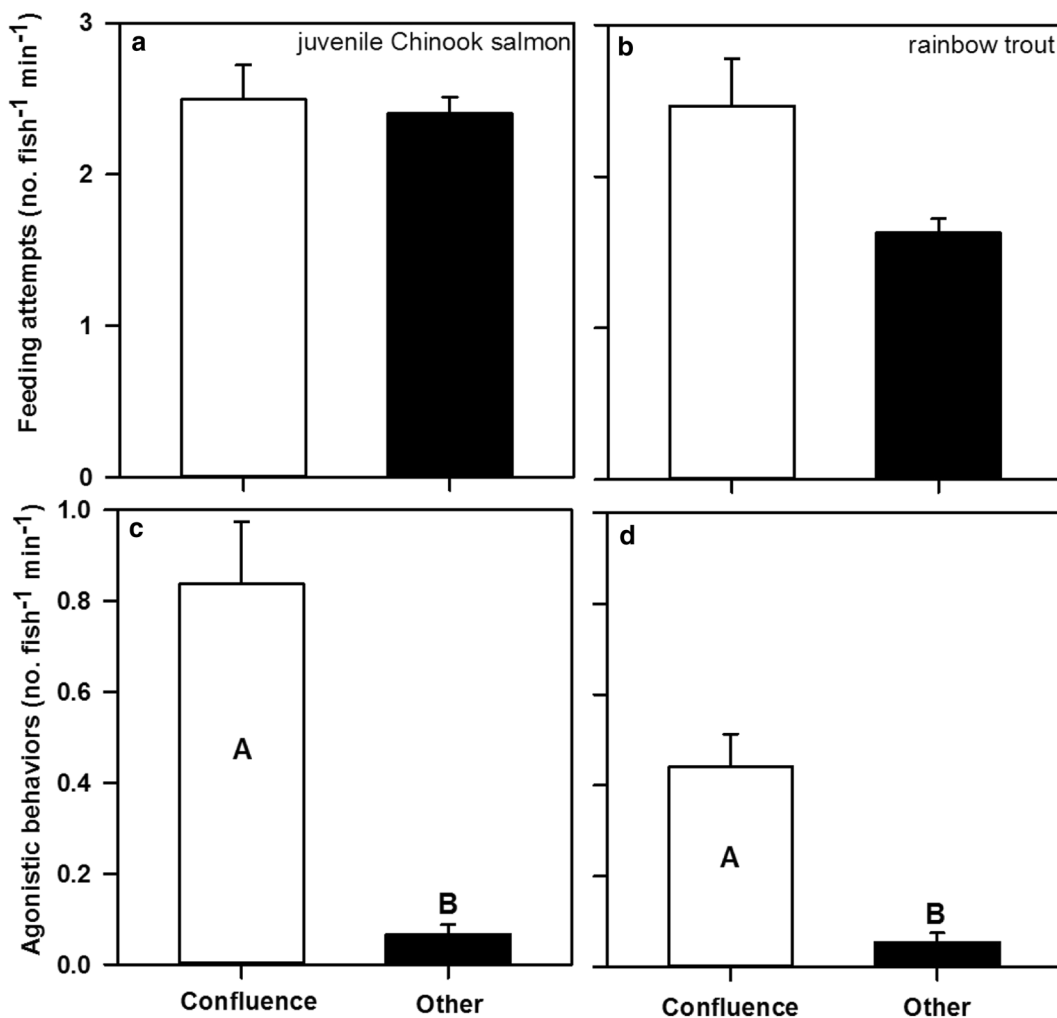 a
juvenile Chinook salmon
b
rainbow trout
Feeding attempts (no. fish⁻¹ min⁻¹)
3
2
1
0
c
d
Agonistic behaviors (no. fish⁻¹ min⁻¹)
1.0
0.8
0.6
0.4
0.2
0.0
A
B
A
B
Confluence
Other
Confluence
Other